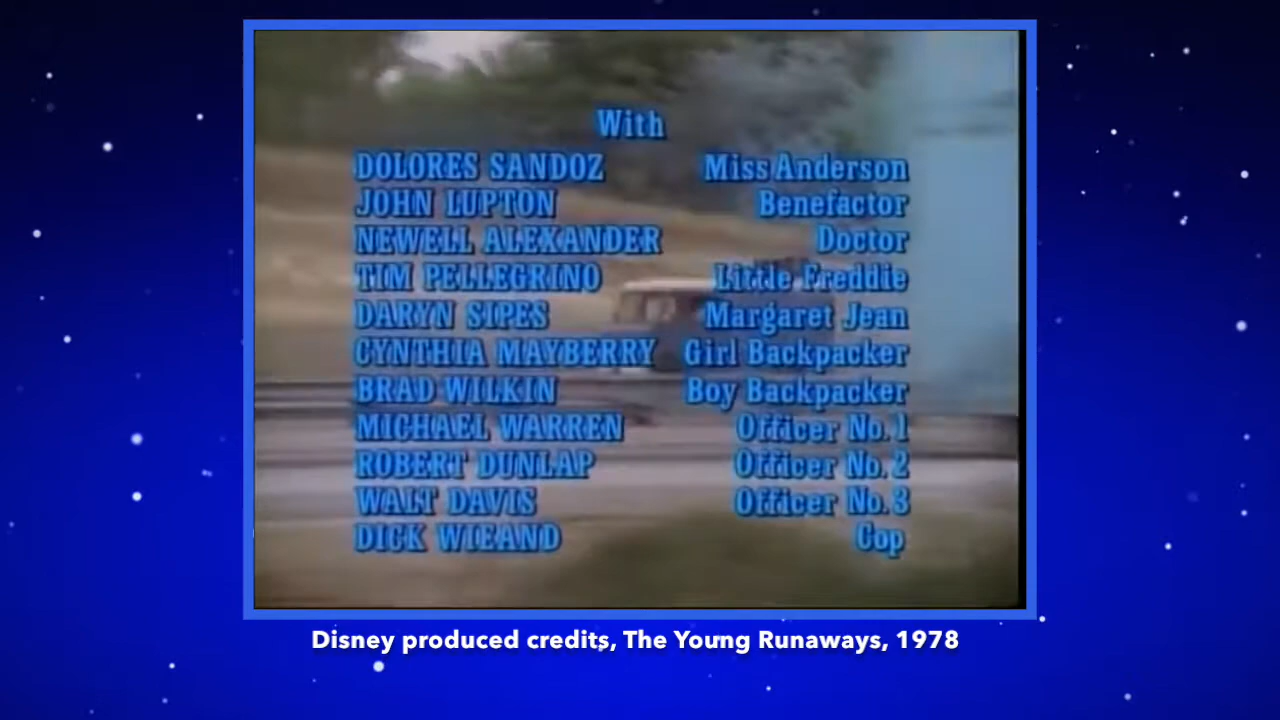 With
DOLORES SANDOZ Miss Anderson
JOHN LUPTON Benefactor
NEWELL ALEXANDER Doctor
TIM PELLEGRINO Little Freddie
DARYN SIPES Margaret Jean
CYNTHIA MAYBERRY Girl Backpacker
BRAD WILKIN Boy Backpacker
MICHAEL WARREN Officer No. 1
ROBERT DUNLAP Officer No. 2
WALT DAVIS Officer No. 3
DICK WIEAND Cop
Disney produced credits, The Young Runaways, 1978